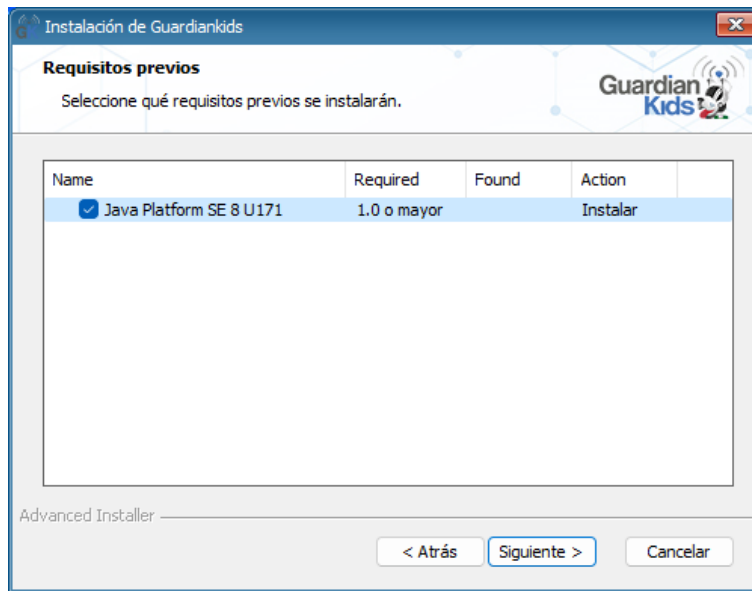 Instalación de Guardiankids
Requisitos previos
Seleccione qué requisitos previos se instalarán.
Guardian
Kids
Name Required Found Action
Java Platform SE 8 U171 1.0 o mayor Instalar
Advanced Installer
< Atrás Siguiente > Cancelar